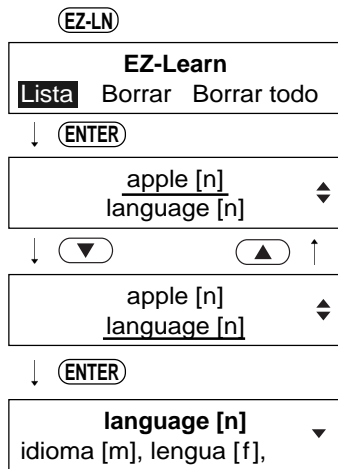 EZ-LN
EZ-Learn
Lista Borrar Borrar todo
ENTER
apple [n]
language [n]
apple [n]
language [n]
ENTER
language [n]
idioma [m], lengua [f],